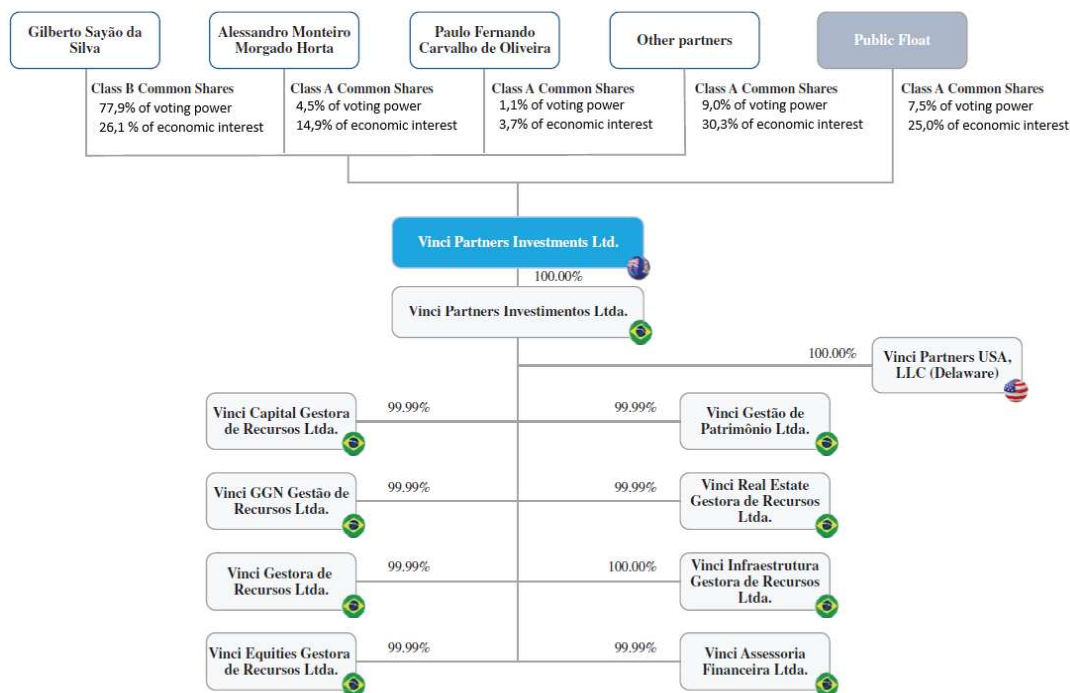 Gilberto Sayão da
Silva
Alessandro Monteiro
Morgado Horta
Paulo Fernando
Carvalho de Oliveira
Other partners
Public Float
Class B Common Shares
77,9% of voting power
26,1 % of economic interest
Class A Common Shares
4,5% of voting power
14,9% of economic interest
Class A Common Shares
1,1% of voting power
3,7% of economic interest
Class A Common Shares
9,0% of voting power
30,3% of economic interest
Class A Common Shares
7,5% of voting power
25,0% of economic interest
Vinci Partners Investments Ltd.
100.00%
Vinci Partners Investimentos Ltda.
100.00%
Vinci Partners USA,
LLC (Delaware)
Vinci Capital Gestora
de Recursos Ltda.
99.99%
99.99%
Vinci Gestão de
Patrimônio Ltda.
Vinci GGN Gestão de
Recursos Ltda.
99.99%
99.99%
Vinci Real Estate
Gestora de Recursos
Ltda.
Vinci Gestora de
Recursos Ltda.
99.99%
100.00%
Vinci Infraestrutura
Gestora de Recursos
Ltda.
Vinci Equities Gestora
de Recursos Ltda.
99.99%
99.99%
Vinci Assessoria
Financeira Ltda.